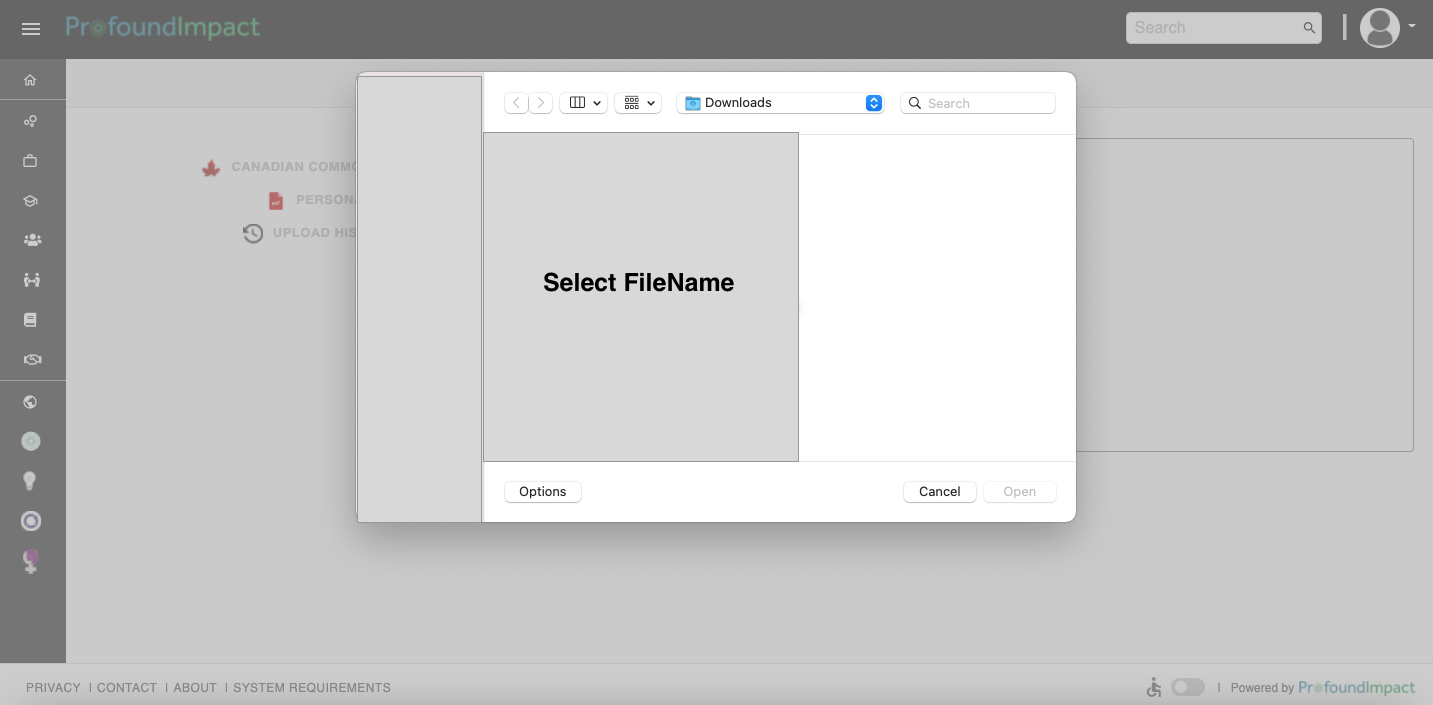 ProfoundImpact
Search
Downloads
Search
CANADIAN COMMO
PERSONA
UPLOAD HIS
Select FileName
Options
Cancel
Open
PRIVACY | CONTACT | ABOUT | SYSTEM REQUIREMENTS
| Powered by ProfoundImpact